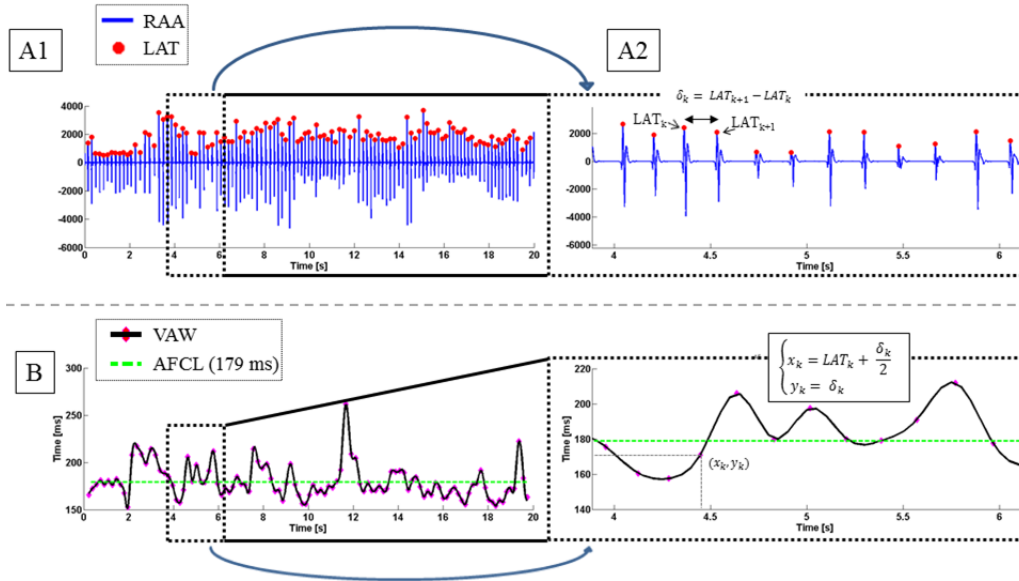 RAA
LAT
A1
A2
δₖ = LATₖ₊₁ − LATₖ
LATₖ
LATₖ₊₁
4000
2000
0
-2000
-4000
-6000
0 2 4 6 8 10 12 14 16 18 20
Time [s]
4000
2000
0
-2000
-4000
-6000
4 4.5 5 5.5 6
Time [s]
VAW
AFCL (179 ms)
B
300
250
200
150
Time [ms]
0 2 4 6 8 10 12 14 16 18 20
Time [s]
xₖ = LATₖ + δₖ/2
yₖ = δₖ
220
200
180
160
140
Time [ms]
(xₖ, yₖ)
4 4.5 5 5.5 6
Time [s]